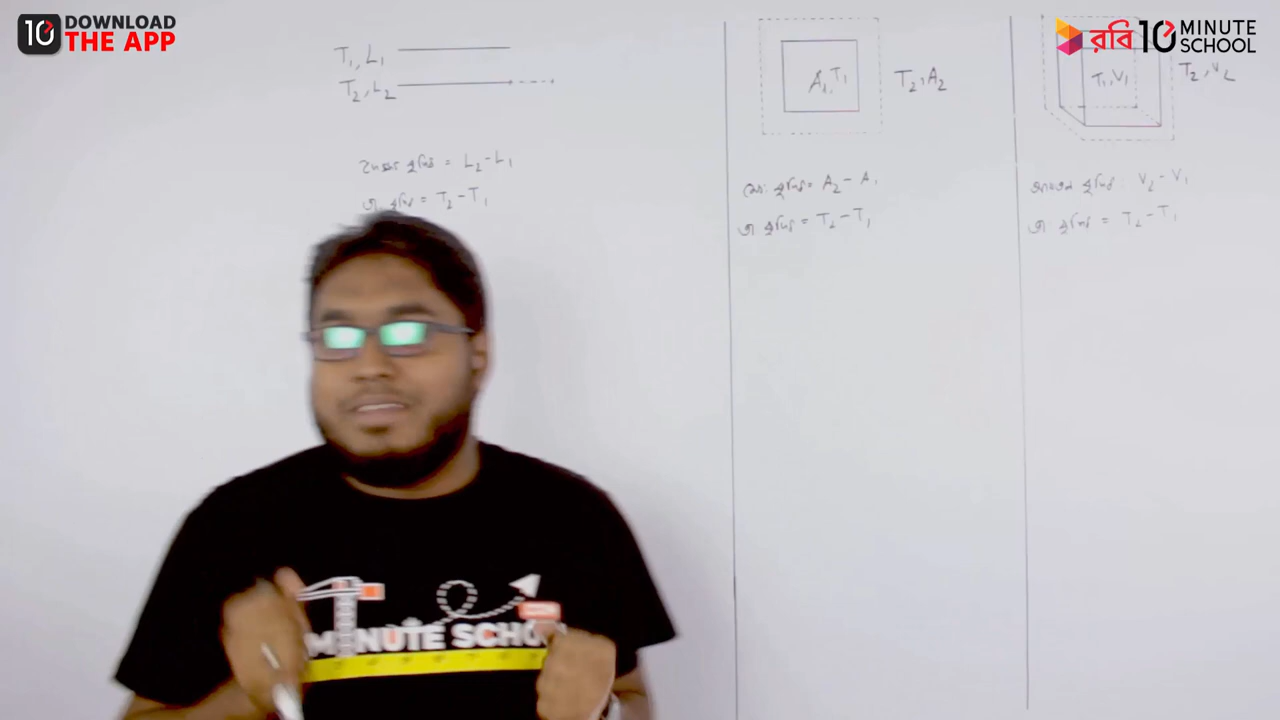 10 DOWNLOAD
THE APP
রবি 10 MINUTE
SCHOOL
T₁, L₁
T₂, L₂
দৈর্ঘ্য বৃদ্ধি = L₂ - L₁
তা বৃদ্ধি = T₂ - T₁
A₁, T₁
T₂, A₂
ক্ষে: বৃদ্ধি = A₂ - A₁
তা বৃদ্ধি = T₂ - T₁
T₁, V₁
T₂, V₂
আয়তন বৃদ্ধি = V₂ - V₁
তা বৃদ্ধি = T₂ - T₁
MINUTE SCHOOL